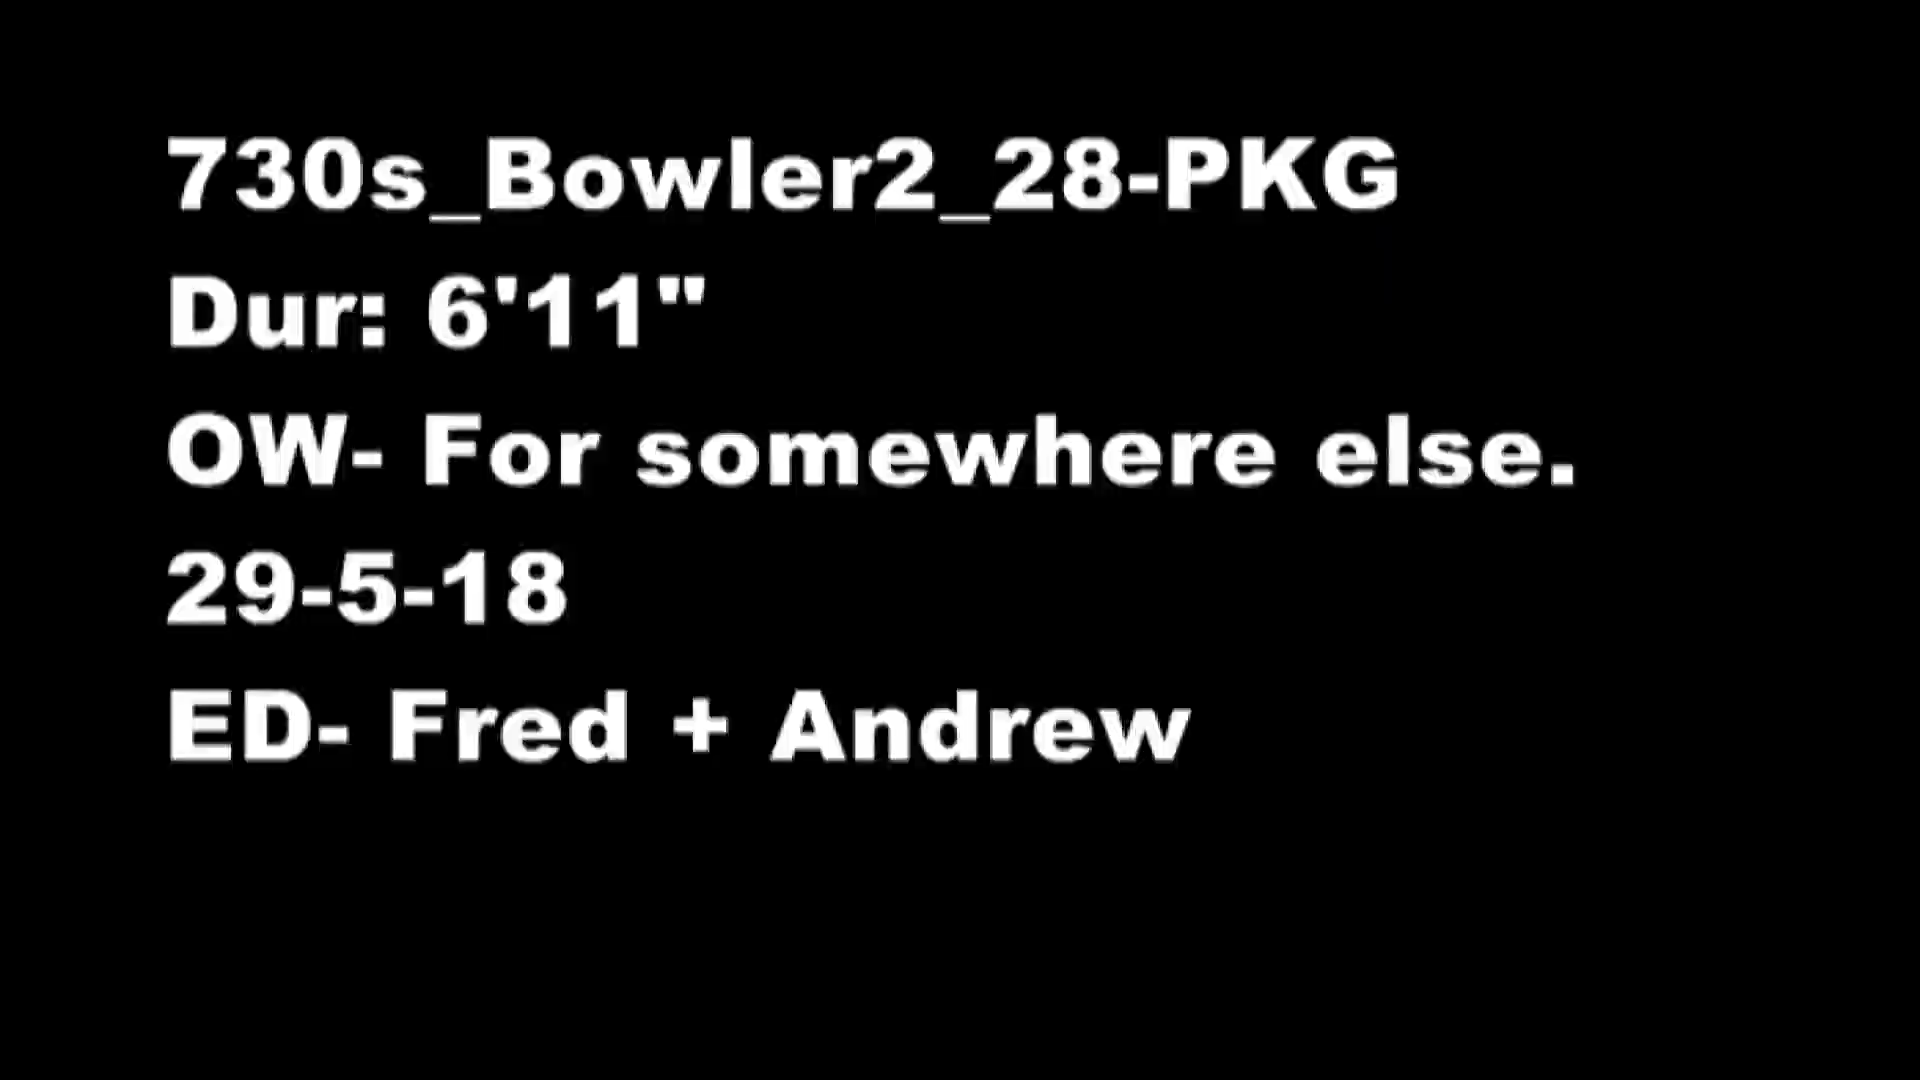 730s_Bowler2_28-PKG
Dur: 6'11"
OW- For somewhere else.
29-5-18
ED- Fred + Andrew